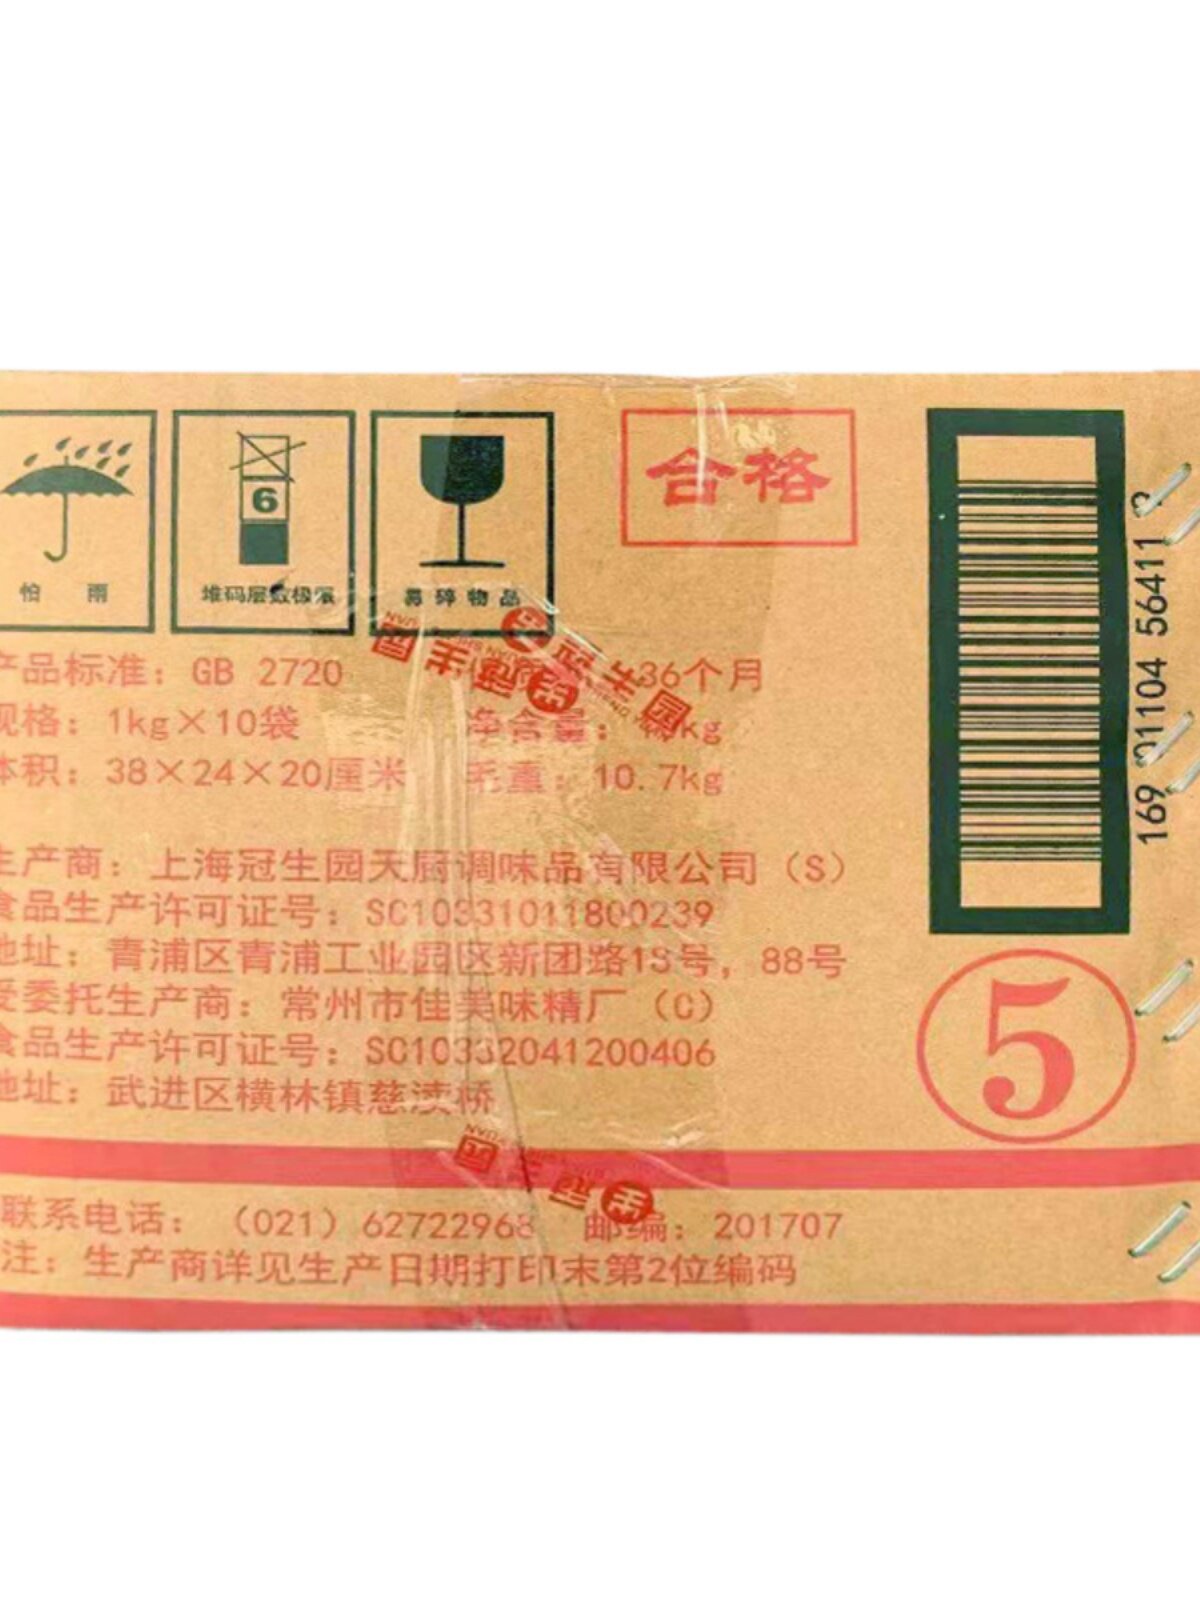 怕 雨
6
堆码层数极限
易碎物品
合格
产品标准：GB 2720
36个月
规格：1kg×10袋
净含量： kg
体积：38×24×20厘米
毛重：10.7kg
生产商：上海冠生园天厨调味品有限公司（S）
食品生产许可证号：SC10331011800239
地址：青浦区青浦工业园区新团路18号，88号
受委托生产商：常州市佳美味精厂（C）
食品生产许可证号：SC10332041200406
地址：武进区横林镇慈渎桥
联系电话：（021）62722968 邮编：201707
注：生产商详见生产日期打印末第2位编码
冠生园
冠生园
56411
5